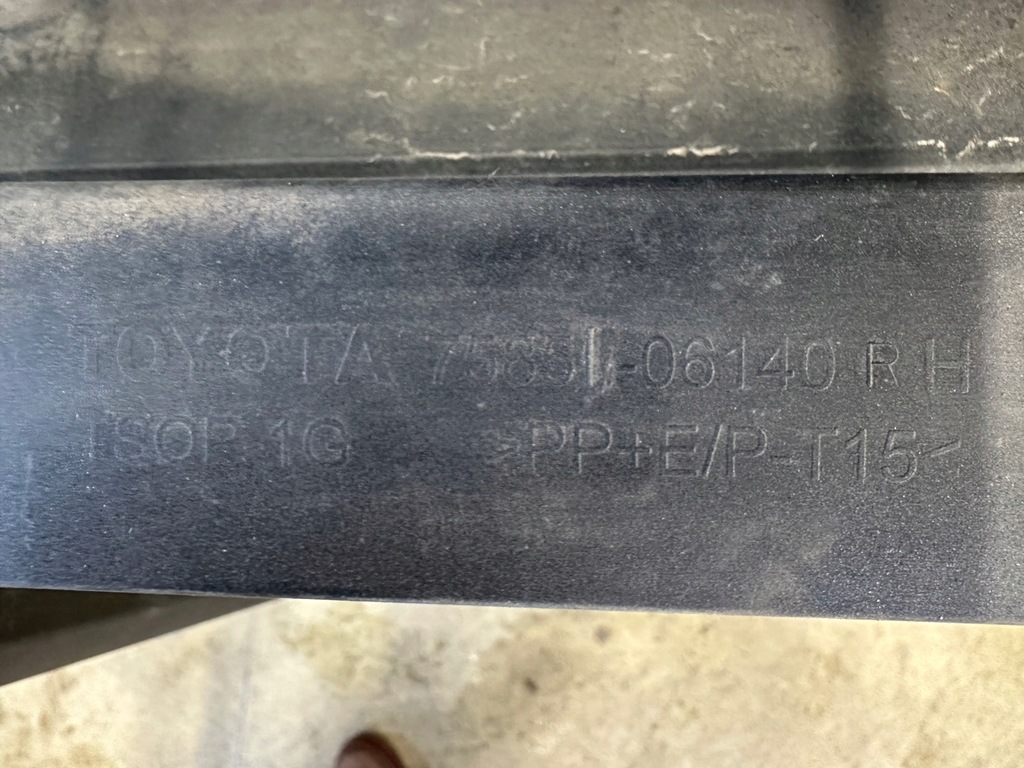 TOYOTA 75851-06140 RH
TSOP 1G >PP+E/P-T15<